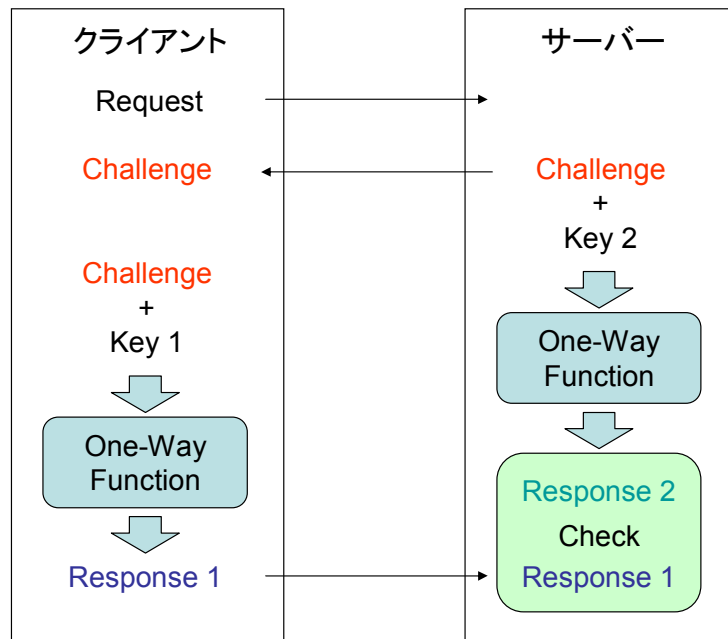 クライアント
Request
Challenge
Challenge
+
Key 1
One-Way
Function
Response 1
サーバー
Challenge
+
Key 2
One-Way
Function
Response 2
Check
Response 1